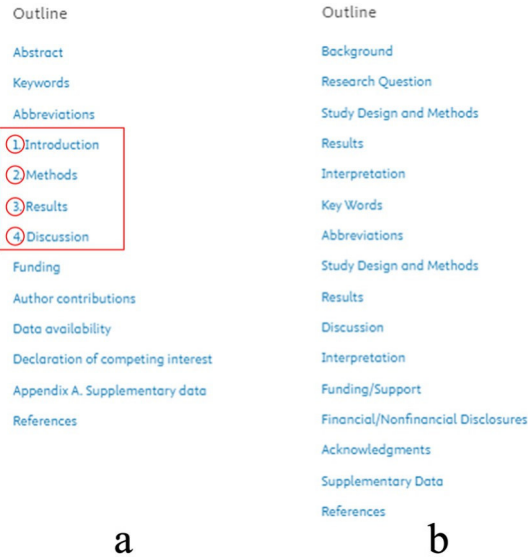 Outline
Abstract
Keywords
Abbreviations
1. Introduction
2. Methods
3. Results
4. Discussion
Funding
Author contributions
Data availability
Declaration of competing interest
Appendix A. Supplementary data
References
a
Outline
Background
Research Question
Study Design and Methods
Results
Interpretation
Key Words
Abbreviations
Study Design and Methods
Results
Discussion
Interpretation
Funding/Support
Financial/Nonfinancial Disclosures
Acknowledgments
Supplementary Data
References
b